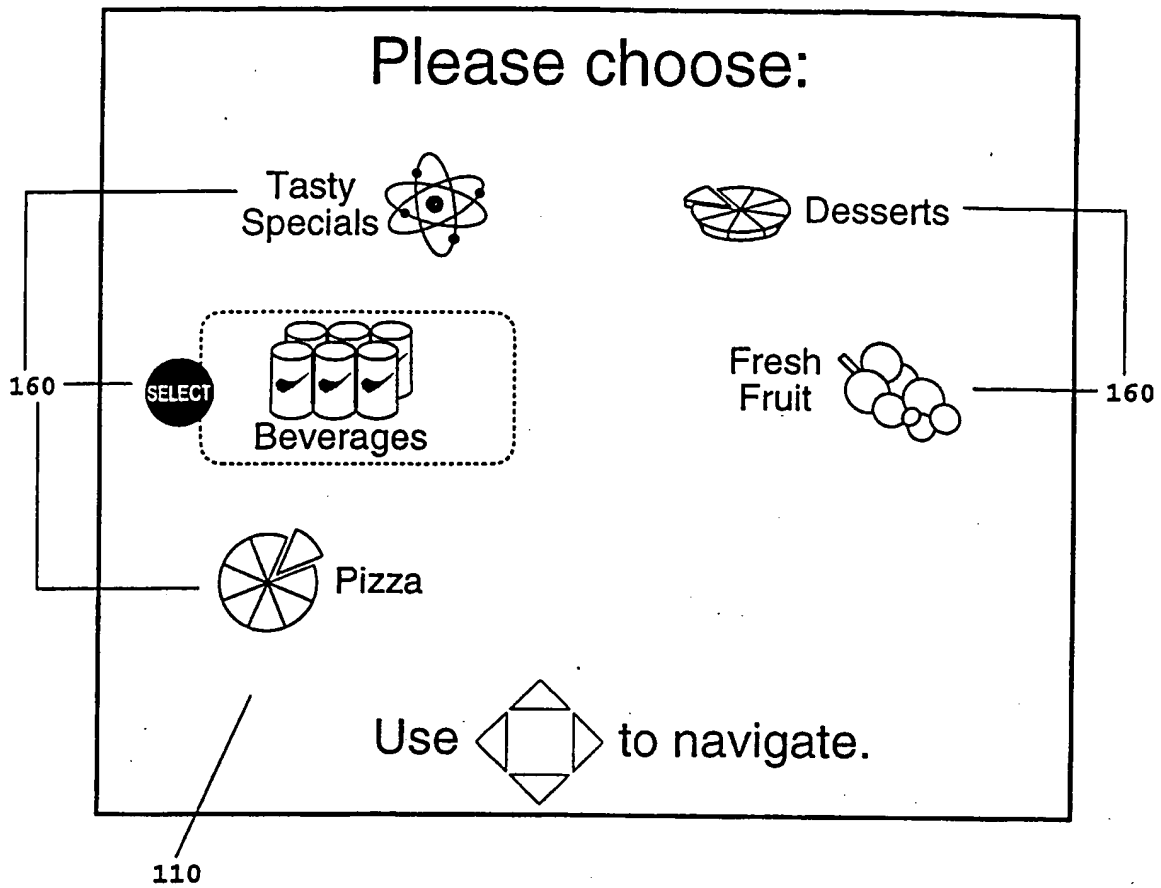 Please choose:
Tasty
Specials
Desserts
SELECT
Beverages
Fresh
Fruit
160
160
Pizza
Use to navigate.
110